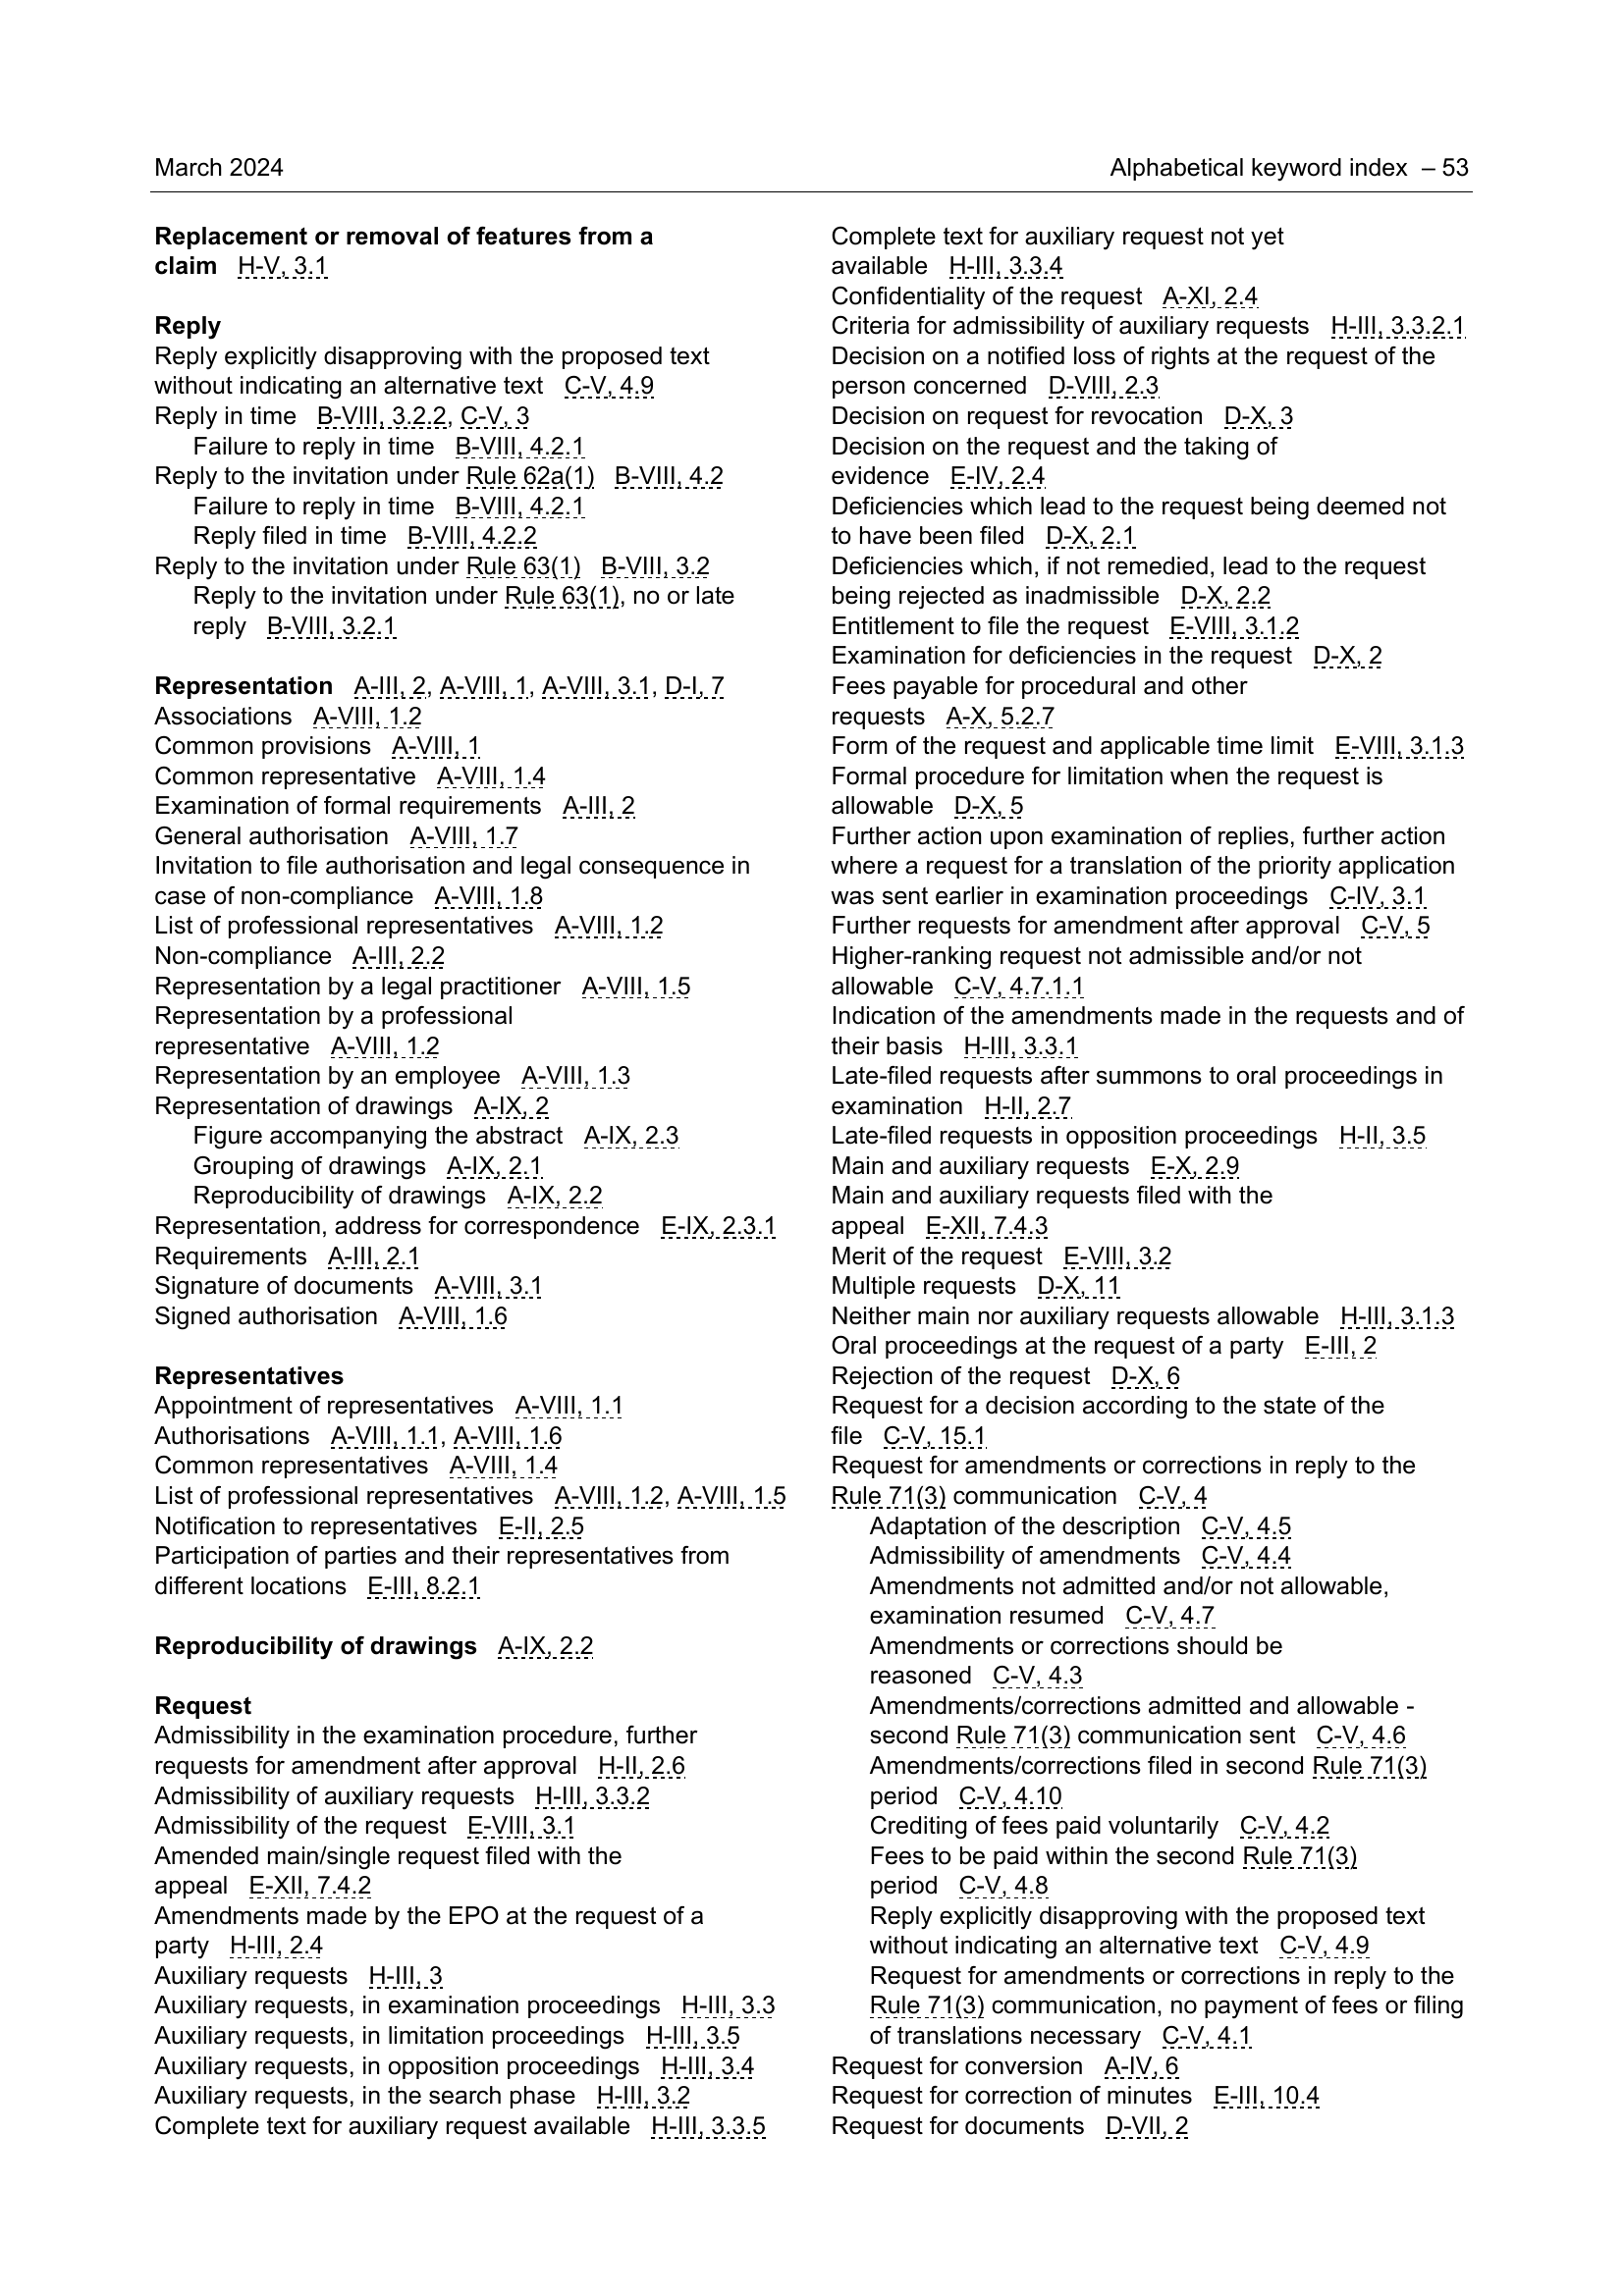 March 2024
Alphabetical keyword index – 53
Replacement or removal of features from a
claim H-V, 3.1
Reply
Reply explicitly disapproving with the proposed text
without indicating an alternative text C-V, 4.9
Reply in time B-VIII, 3.2.2, C-V, 3
Failure to reply in time B-VIII, 4.2.1
Reply to the invitation under Rule 62a(1) B-VIII, 4.2
Failure to reply in time B-VIII, 4.2.1
Reply filed in time B-VIII, 4.2.2
Reply to the invitation under Rule 63(1) B-VIII, 3.2
Reply to the invitation under Rule 63(1), no or late
reply B-VIII, 3.2.1
Representation A-III, 2, A-VIII, 1, A-VIII, 3.1, D-I, 7
Associations A-VIII, 1.2
Common provisions A-VIII, 1
Common representative A-VIII, 1.4
Examination of formal requirements A-III, 2
General authorisation A-VIII, 1.7
Invitation to file authorisation and legal consequence in
case of non-compliance A-VIII, 1.8
List of professional representatives A-VIII, 1.2
Non-compliance A-III, 2.2
Representation by a legal practitioner A-VIII, 1.5
Representation by a professional
representative A-VIII, 1.2
Representation by an employee A-VIII, 1.3
Representation of drawings A-IX, 2
Figure accompanying the abstract A-IX, 2.3
Grouping of drawings A-IX, 2.1
Reproducibility of drawings A-IX, 2.2
Representation, address for correspondence E-IX, 2.3.1
Requirements A-III, 2.1
Signature of documents A-VIII, 3.1
Signed authorisation A-VIII, 1.6
Representatives
Appointment of representatives A-VIII, 1.1
Authorisations A-VIII, 1.1, A-VIII, 1.6
Common representatives A-VIII, 1.4
List of professional representatives A-VIII, 1.2, A-VIII, 1.5
Notification to representatives E-II, 2.5
Participation of parties and their representatives from
different locations E-III, 8.2.1
Reproducibility of drawings A-IX, 2.2
Request
Admissibility in the examination procedure, further
requests for amendment after approval H-II, 2.6
Admissibility of auxiliary requests H-III, 3.3.2
Admissibility of the request E-VIII, 3.1
Amended main/single request filed with the
appeal E-XII, 7.4.2
Amendments made by the EPO at the request of a
party H-III, 2.4
Auxiliary requests H-III, 3
Auxiliary requests, in examination proceedings H-III, 3.3
Auxiliary requests, in limitation proceedings H-III, 3.5
Auxiliary requests, in opposition proceedings H-III, 3.4
Auxiliary requests, in the search phase H-III, 3.2
Complete text for auxiliary request available H-III, 3.3.5
Complete text for auxiliary request not yet
available H-III, 3.3.4
Confidentiality of the request A-XI, 2.4
Criteria for admissibility of auxiliary requests H-III, 3.3.2.1
Decision on a notified loss of rights at the request of the
person concerned D-VIII, 2.3
Decision on request for revocation D-X, 3
Decision on the request and the taking of
evidence E-IV, 2.4
Deficiencies which lead to the request being deemed not
to have been filed D-X, 2.1
Deficiencies which, if not remedied, lead to the request
being rejected as inadmissible D-X, 2.2
Entitlement to file the request E-VIII, 3.1.2
Examination for deficiencies in the request D-X, 2
Fees payable for procedural and other
requests A-X, 5.2.7
Form of the request and applicable time limit E-VIII, 3.1.3
Formal procedure for limitation when the request is
allowable D-X, 5
Further action upon examination of replies, further action
where a request for a translation of the priority application
was sent earlier in examination proceedings C-IV, 3.1
Further requests for amendment after approval C-V, 5
Higher-ranking request not admissible and/or not
allowable C-V, 4.7.1.1
Indication of the amendments made in the requests and of
their basis H-III, 3.3.1
Late-filed requests after summons to oral proceedings in
examination H-II, 2.7
Late-filed requests in opposition proceedings H-II, 3.5
Main and auxiliary requests E-X, 2.9
Main and auxiliary requests filed with the
appeal E-XII, 7.4.3
Merit of the request E-VIII, 3.2
Multiple requests D-X, 11
Neither main nor auxiliary requests allowable H-III, 3.1.3
Oral proceedings at the request of a party E-III, 2
Rejection of the request D-X, 6
Request for a decision according to the state of the
file C-V, 15.1
Request for amendments or corrections in reply to the
Rule 71(3) communication C-V, 4
Adaptation of the description C-V, 4.5
Admissibility of amendments C-V, 4.4
Amendments not admitted and/or not allowable,
examination resumed C-V, 4.7
Amendments or corrections should be
reasoned C-V, 4.3
Amendments/corrections admitted and allowable -
second Rule 71(3) communication sent C-V, 4.6
Amendments/corrections filed in second Rule 71(3)
period C-V, 4.10
Crediting of fees paid voluntarily C-V, 4.2
Fees to be paid within the second Rule 71(3)
period C-V, 4.8
Reply explicitly disapproving with the proposed text
without indicating an alternative text C-V, 4.9
Request for amendments or corrections in reply to the
Rule 71(3) communication, no payment of fees or filing
of translations necessary C-V, 4.1
Request for conversion A-IV, 6
Request for correction of minutes E-III, 10.4
Request for documents D-VII, 2